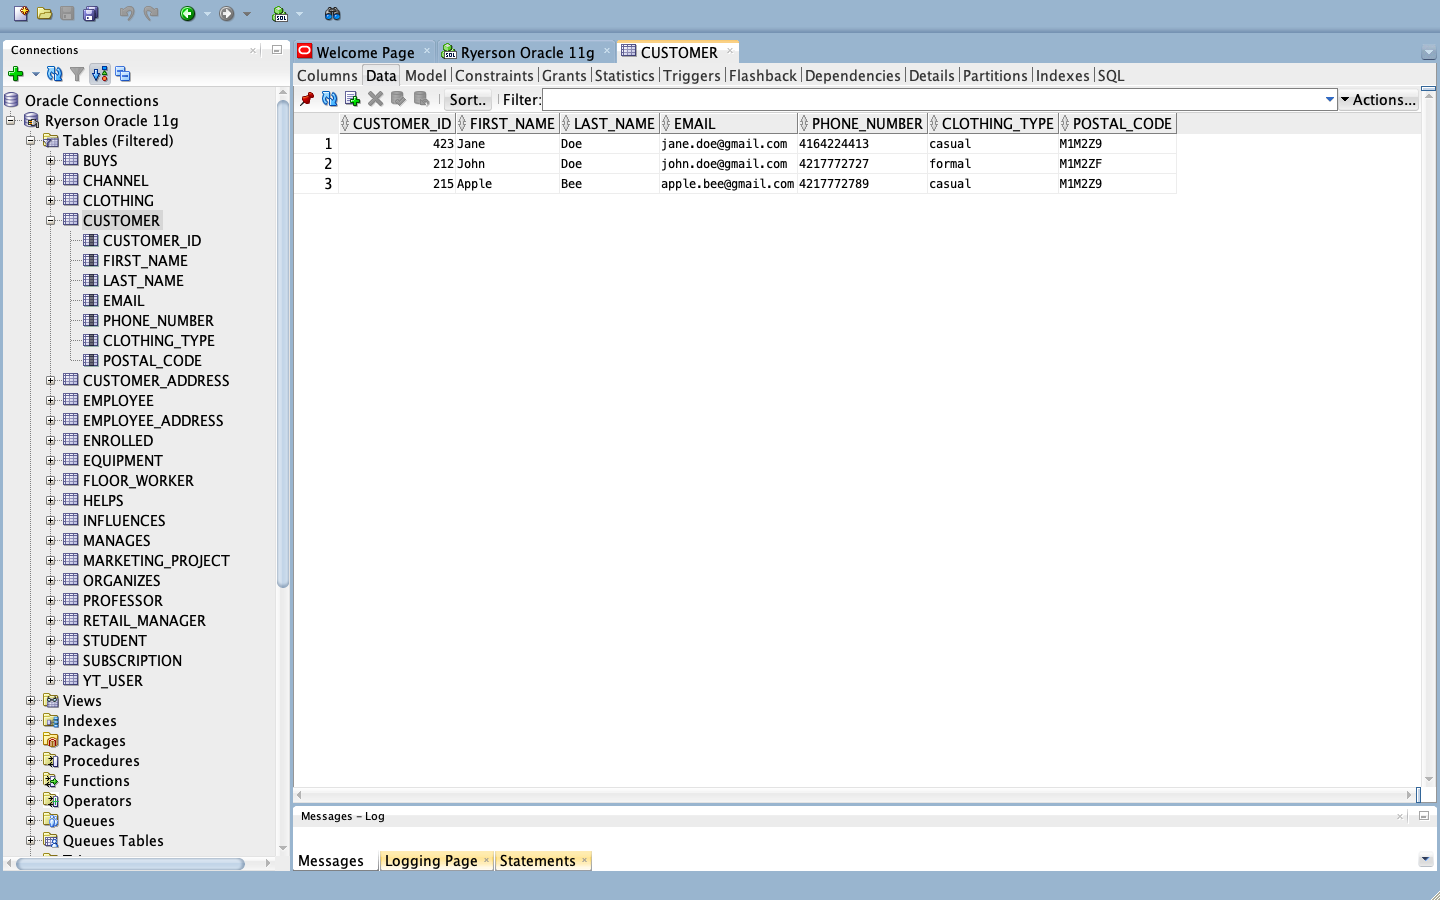 Connections
Oracle Connections
Ryerson Oracle 11g
Tables (Filtered)
BUYS
CHANNEL
CLOTHING
CUSTOMER
CUSTOMER_ID
FIRST_NAME
LAST_NAME
EMAIL
PHONE_NUMBER
CLOTHING_TYPE
POSTAL_CODE
CUSTOMER_ADDRESS
EMPLOYEE
EMPLOYEE_ADDRESS
ENROLLED
EQUIPMENT
FLOOR_WORKER
HELPS
INFLUENCES
MANAGES
MARKETING_PROJECT
ORGANIZES
PROFESSOR
RETAIL_MANAGER
STUDENT
SUBSCRIPTION
YT_USER
Views
Indexes
Packages
Procedures
Functions
Operators
Queues
Queues Tables
Welcome Page Ryerson Oracle 11g CUSTOMER
Columns Data Model Constraints Grants Statistics Triggers Flashback Dependencies Details Partitions Indexes SQL
Sort.. Filter: Actions...
CUSTOMER_ID FIRST_NAME LAST_NAME EMAIL PHONE_NUMBER CLOTHING_TYPE POSTAL_CODE
1 423 Jane Doe jane.doe@gmail.com 4164224413 casual M1M2Z9
2 212 John Doe john.doe@gmail.com 4217772727 formal M1M2ZF
3 215 Apple Bee apple.bee@gmail.com 4217772789 casual M1M2Z9
Messages - Log
Messages Logging Page Statements